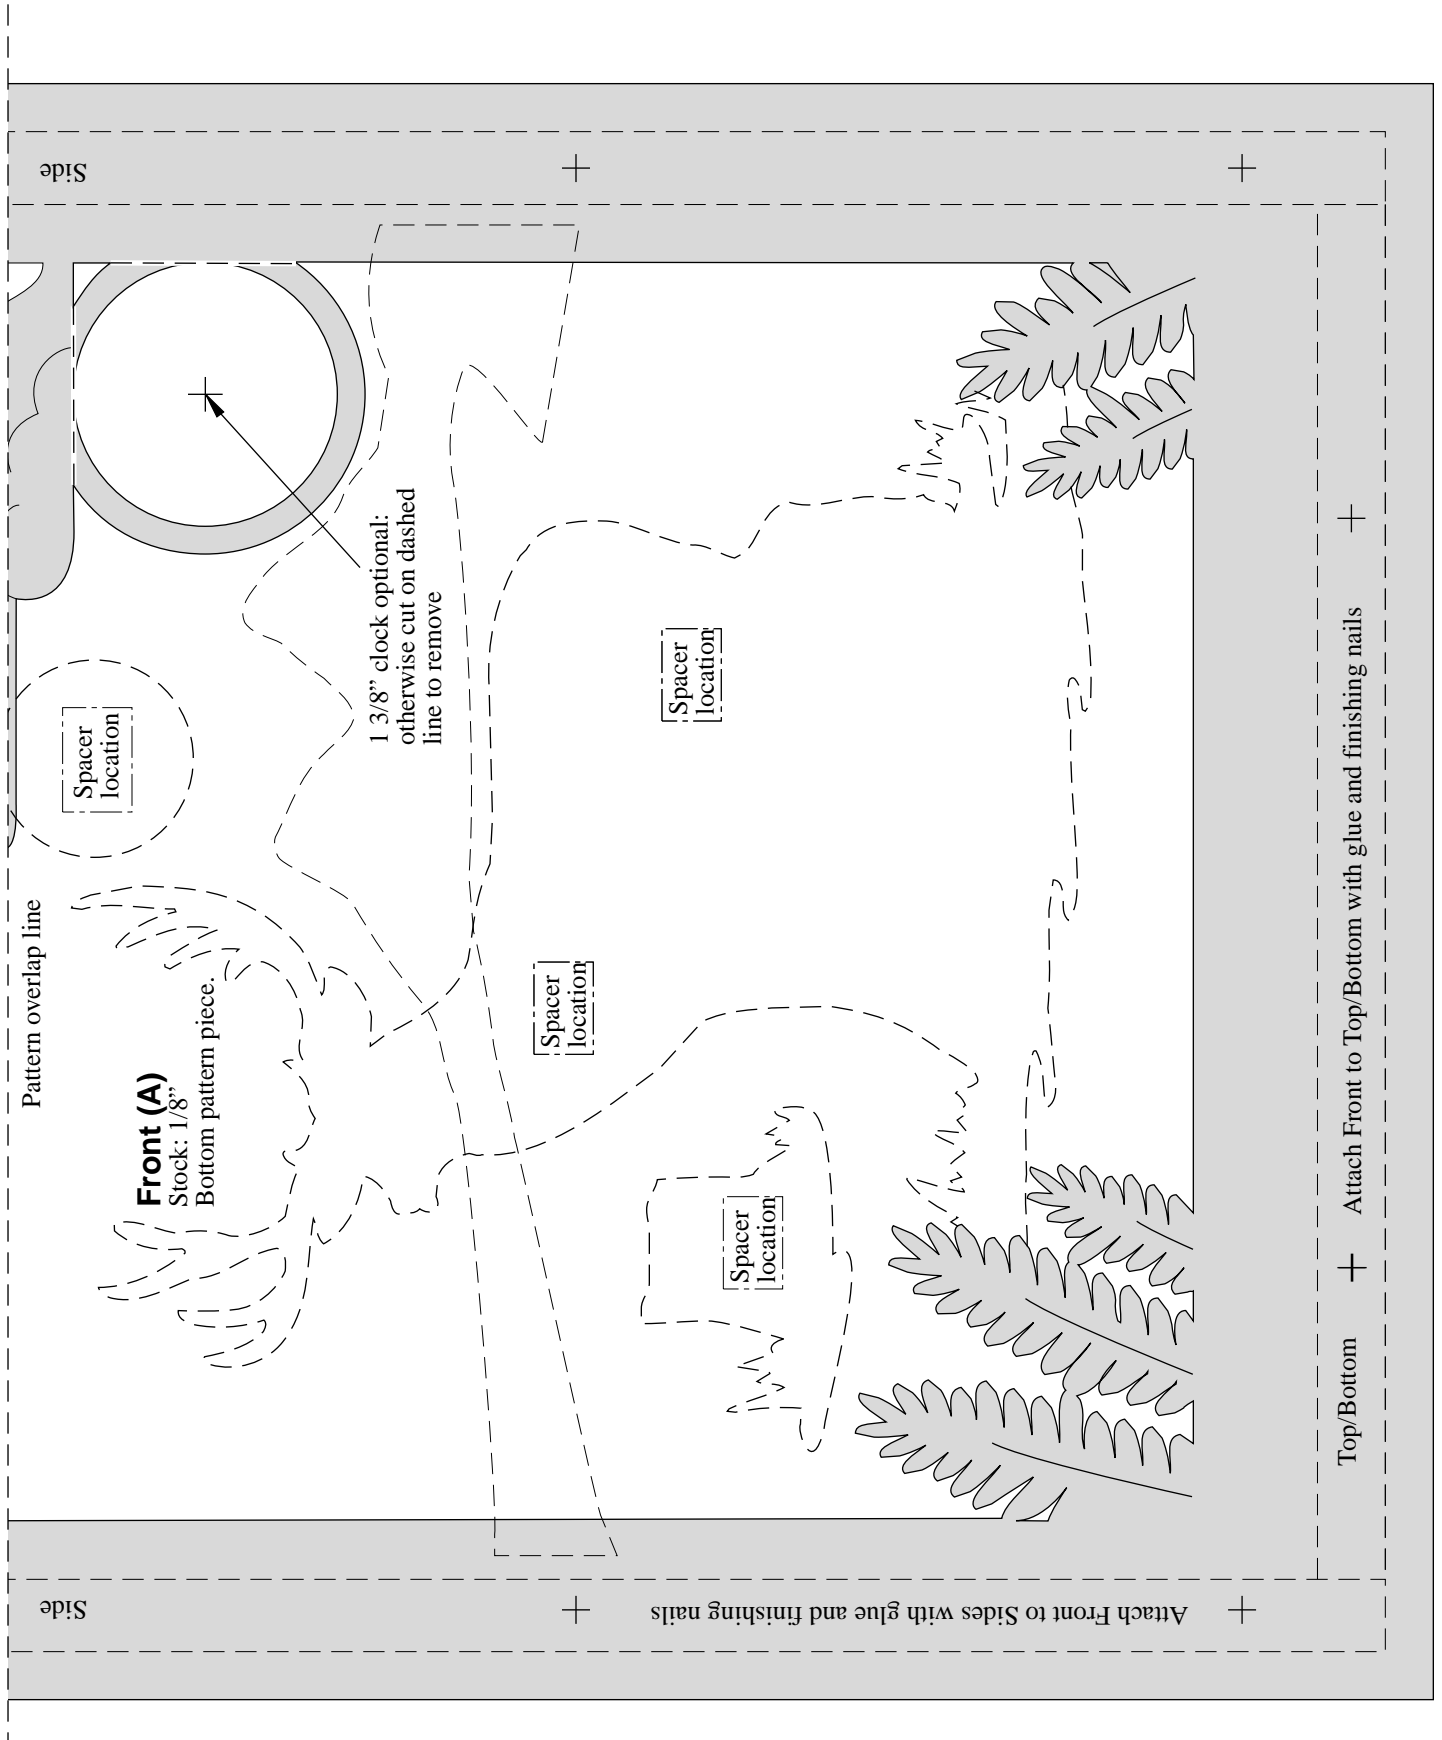 Pattern overlap line
Front (A)
Stock: 1/8”
Bottom pattern piece.
Spacer
location
1 3/8” clock optional:
otherwise cut on dashed
line to remove
Spacer
location
Spacer
location
Spacer
location
Side
Side
Attach Front to Sides with glue and finishing nails
Top/Bottom
Attach Front to Top/Bottom with glue and finishing nails